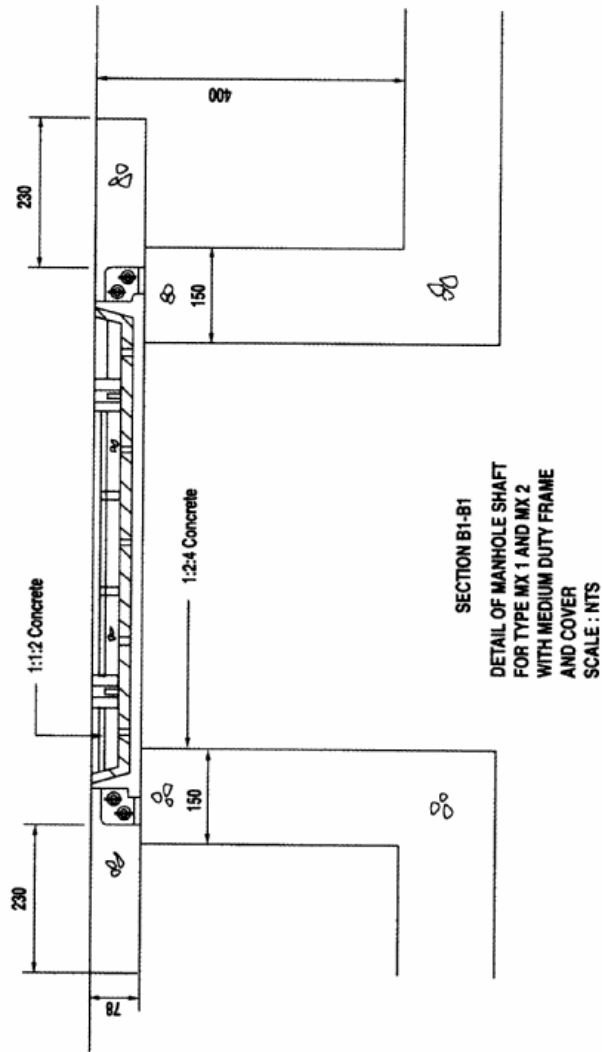 230
400
230
150
1:1:2 Concrete
1:2:4 Concrete
150
78
SECTION B1-B1
DETAIL OF MANHOLE SHAFT
FOR TYPE MX 1 AND MX 2
WITH MEDIUM DUTY FRAME
AND COVER
SCALE : NTS